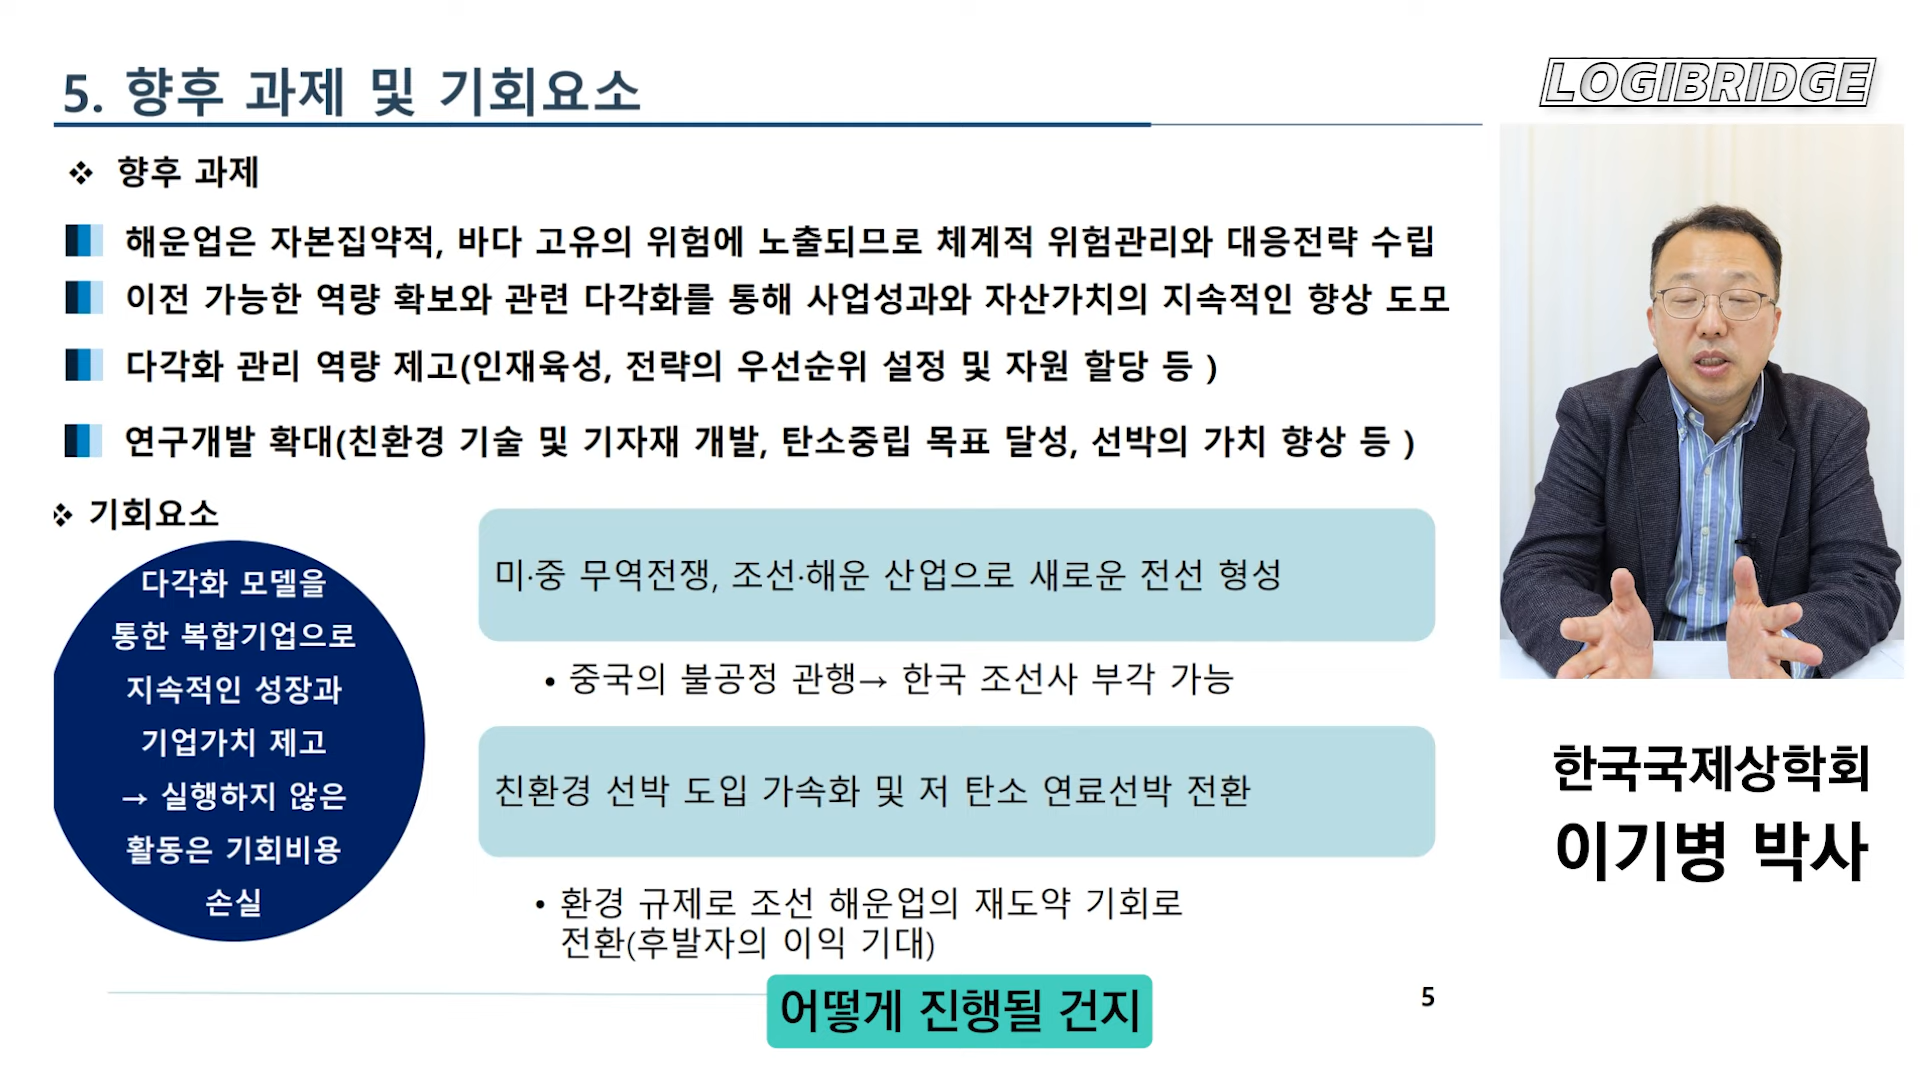 5. 향후 과제 및 기회요소
LOGIBRIDGE
❖ 향후 과제
해운업은 자본집약적, 바다 고유의 위험에 노출되므로 체계적 위험관리와 대응전략 수립
이전 가능한 역량 확보와 관련 다각화를 통해 사업성과와 자산가치의 지속적인 향상 도모
다각화 관리 역량 제고(인재육성, 전략의 우선순위 설정 및 자원 할당 등 )
연구개발 확대(친환경 기술 및 기자재 개발, 탄소중립 목표 달성, 선박의 가치 향상 등 )
❖ 기회요소
다각화 모델을
통한 복합기업으로
지속적인 성장과
기업가치 제고
→ 실행하지 않은
활동은 기회비용
손실
미·중 무역전쟁, 조선·해운 산업으로 새로운 전선 형성
• 중국의 불공정 관행→ 한국 조선사 부각 가능
친환경 선박 도입 가속화 및 저 탄소 연료선박 전환
• 환경 규제로 조선 해운업의 재도약 기회로
전환(후발자의 이익 기대)
한국국제상학회
이기병 박사
어떻게 진행될 건지
5